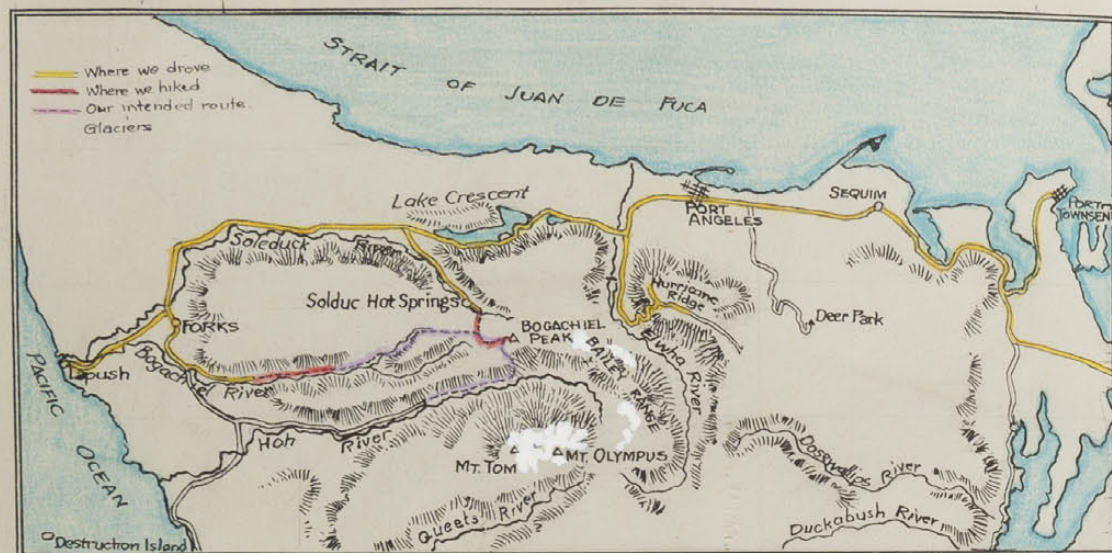 Where we drove
Where we hiked
Our intended route.
Glaciers
STRAIT OF JUAN DE FUCA
Lake Crescent
PORT
ANGELES
SEQUIM
PORT
TOWNSEN
Soleduck River
Solduc Hot Springs
Hurricane
Ridge
Deer Park
FORKS
BOGACHIEL
PEAK
BAILEY RANGE
Elwha River
Lapush
Bogachiel River
PACIFIC OCEAN
Hoh River
MT. TOM
MT. OLYMPUS
Queets River
Dosewallips River
Duckabush River
Destruction Island